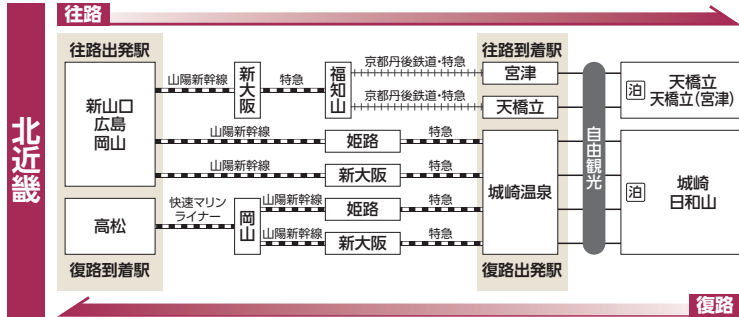 往路
北近畿
往路出発駅
往路到着駅
新山口
広島
岡山
山陽新幹線
新大阪
特急
福知山
京都丹後鉄道・特急
宮津
京都丹後鉄道・特急
天橋立
泊
天橋立
天橋立(宮津)
山陽新幹線
姫路
特急
山陽新幹線
新大阪
特急
城崎温泉
自由観光
泊
城崎
日和山
高松
快速マリン
ライナー
岡山
山陽新幹線
姫路
特急
山陽新幹線
新大阪
特急
復路到着駅
復路出発駅
復路